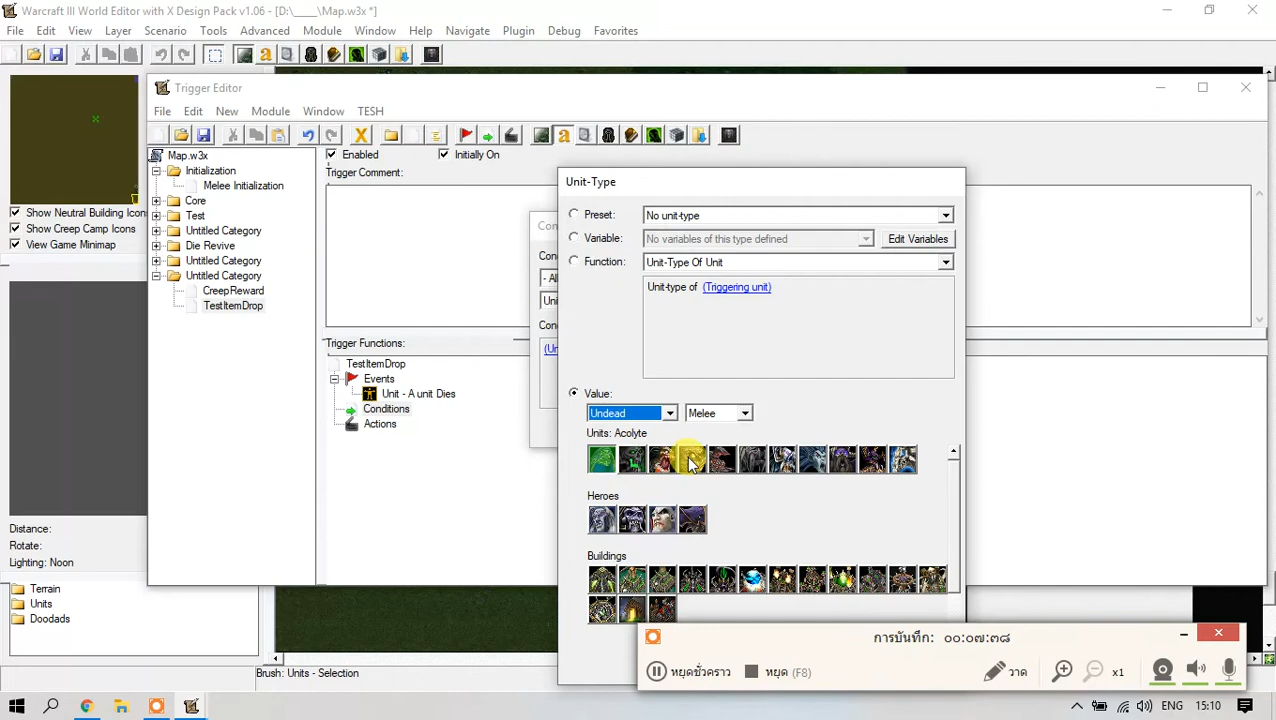 Warcraft III World Editor with X Design Pack v1.06 - [D:\____\Map.w3x *]
File Edit View Layer Scenario Tools Advanced Module Window Help Navigate Plugin Debug Favorites
Trigger Editor
File Edit New Module Window TESH
Map.w3x
Enabled
Initially On
Initialization
Trigger Comment:
Melee Initialization
Core
Test
Untitled Category
Die Revive
Untitled Category
Untitled Category
CreepReward
TestItemDrop
Show Neutral Building Icons
Show Creep Camp Icons
View Game Minimap
Trigger Functions:
TestItemDrop
Events
Unit - A unit Dies
Conditions
Actions
Unit-Type
Preset: No unit-type
Variable: No variables of this type defined
Edit Variables
Function: Unit-Type Of Unit
Unit-type of (Triggering unit)
Value:
Undead
Melee
Units: Acolyte
Heroes
Buildings
Distance:
Rotate:
Lighting: Noon
Terrain
Units
Doodads
Brush: Units - Selection
การบันทึก: ๐๐:๐๗:๓๘
หยุดชั่วคราว
หยุด (F8)
วาด
x1
ENG
15:10